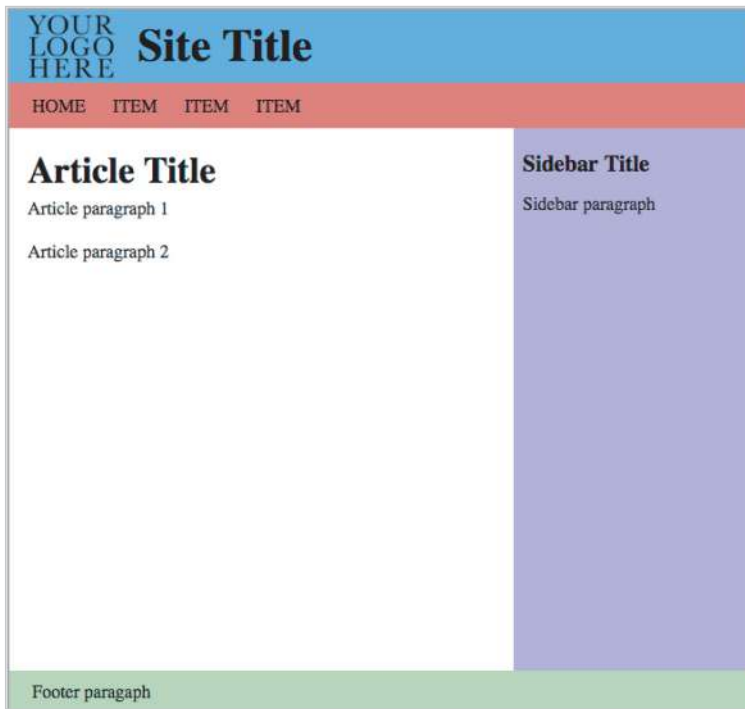 YOUR
LOGO
HERE
Site Title
HOME ITEM ITEM ITEM
Article Title
Article paragraph 1
Article paragraph 2
Sidebar Title
Sidebar paragraph
Footer paragaph